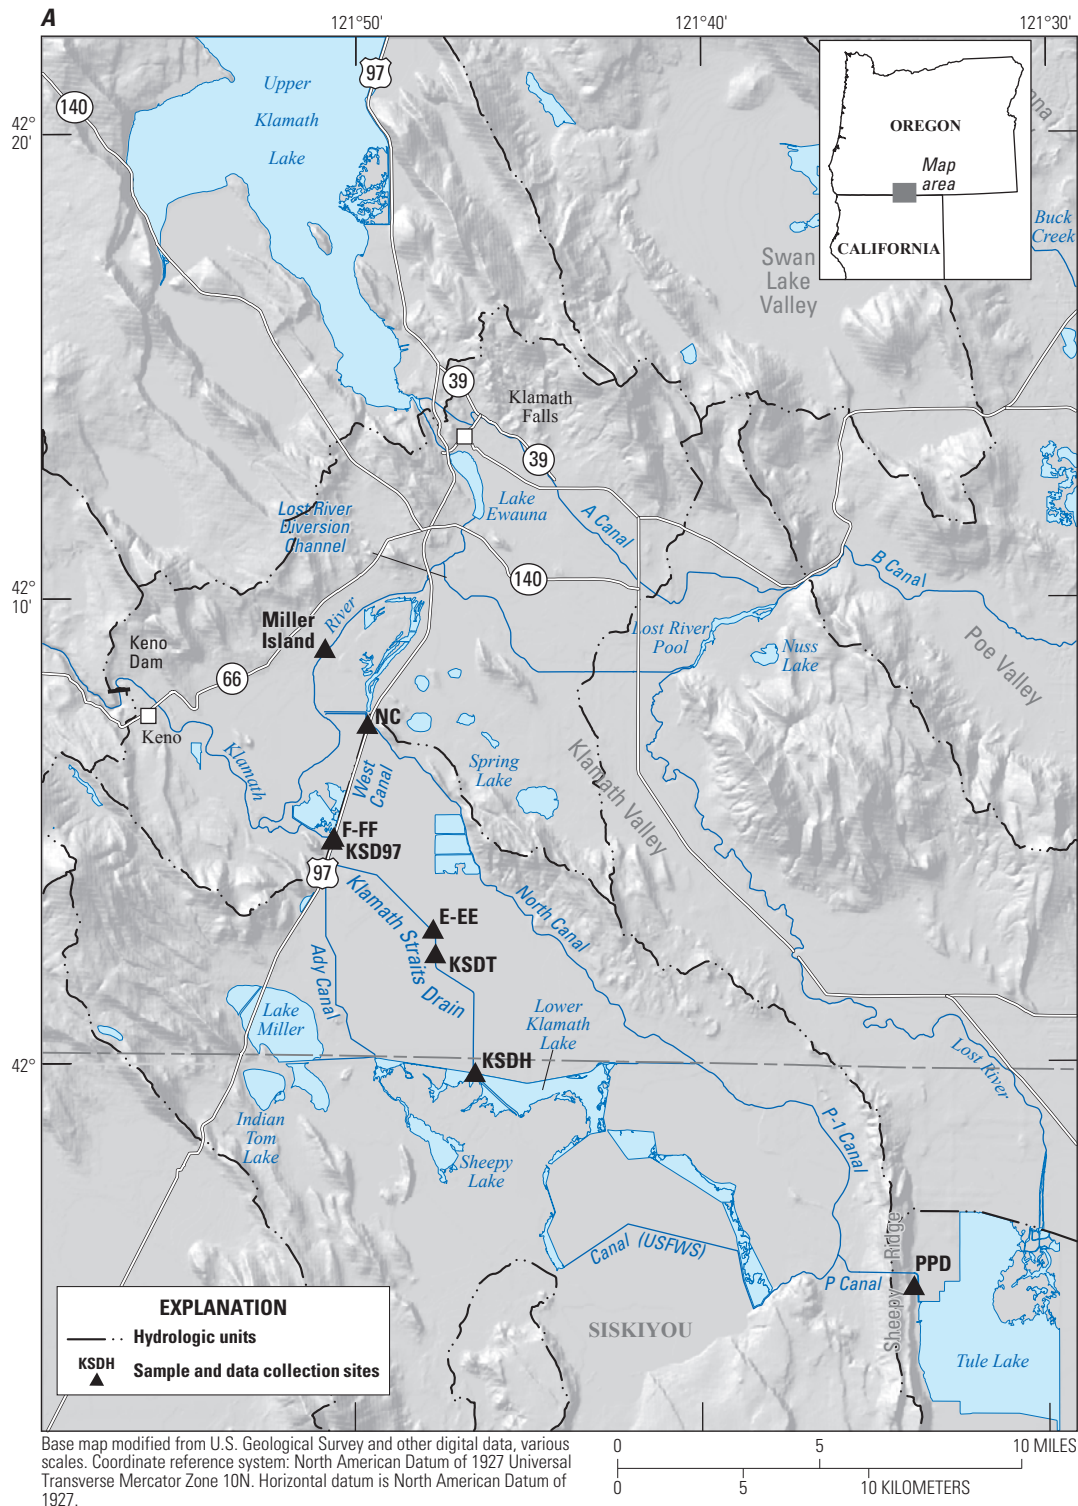 A
121°50'
121°40'
121°30'
97
Upper
Klamath
Lake
140
42°
20'
OREGON
Map
area
CALIFORNIA
Buck
Creek
Swan
Lake
Valley
39
Klamath
Falls
39
Lost River
Diversion
Channel
Lake
Ewauna
A Canal
B Canal
140
42°
10'
Miller
Island
River
Lost River
Pool
Nuss
Lake
Poe Valley
Keno
Dam
66
Keno
NC
Klamath
West
Canal
Spring
Lake
Klamath Valley
F-FF
KSD97
97
Klamath Straits Drain
E-EE
North Canal
KSDT
Ady Canal
Lake
Miller
Lower
Klamath
Lake
42°
KSDH
Lost River
Indian
Tom
Lake
Sheepy
Lake
P-1 Canal
Canal (USFWS)
Sheepy Ridge
P Canal
PPD
SISKIYOU
Tule Lake
EXPLANATION
Hydrologic units
KSDH
Sample and data collection sites
Base map modified from U.S. Geological Survey and other digital data, various
scales. Coordinate reference system: North American Datum of 1927 Universal
Transverse Mercator Zone 10N. Horizontal datum is North American Datum of
1927.
0 5 10 MILES
0 5 10 KILOMETERS